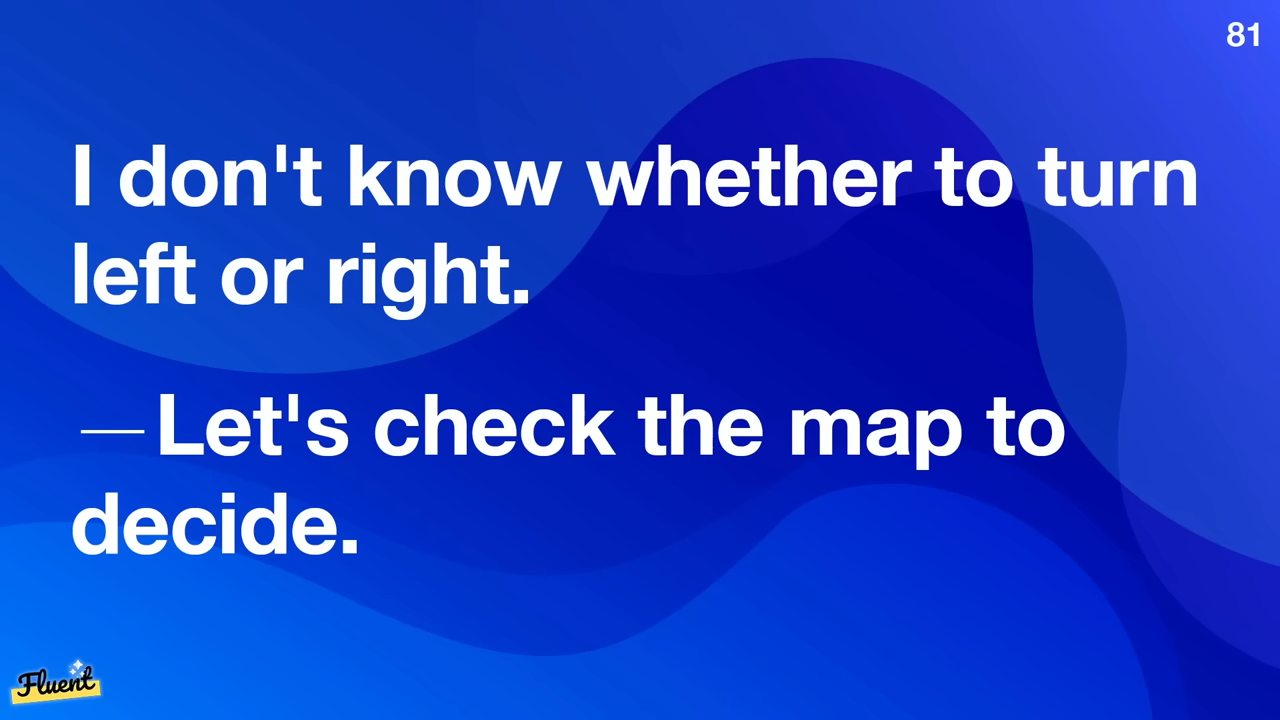 81
I don't know whether to turn
left or right.
—Let's check the map to
decide.
Fluent